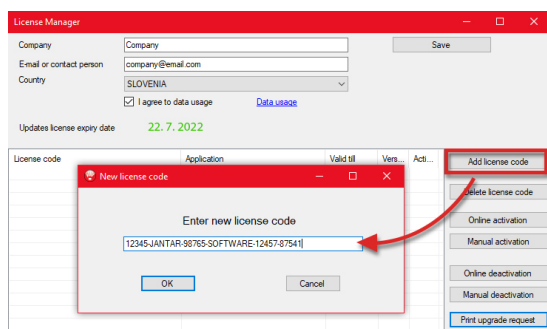 License Manager
Company Company Save
E-mail or contact person company@email.com
Country SLOVENIA
I agree to data usage Data usage
Updates license expiry date 22. 7. 2022
License code Application Valid till Vers... Acti...
Add license code
New license code
Delete license code
Enter new license code
Online activation
12345-JANTAR-98765-SOFTWARE-12457-87541
Manual activation
OK Cancel
Online deactivation
Manual deactivation
Print upgrade request